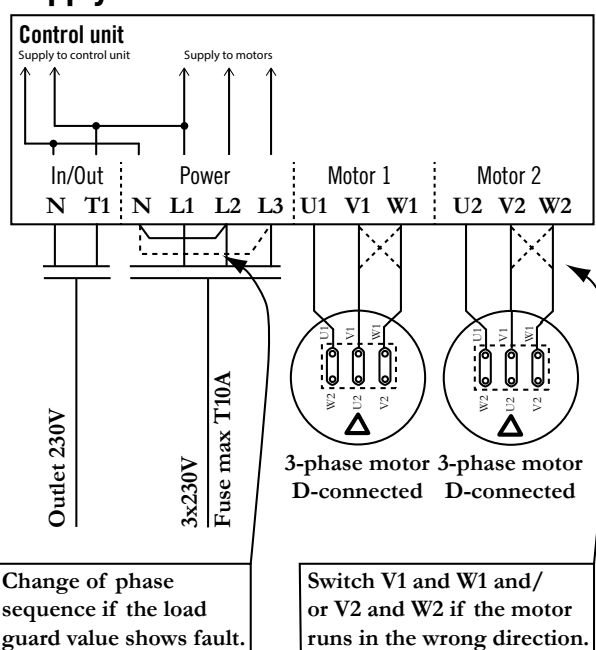 Control unit
Supply to control unit Supply to motors
In/Out Power Motor 1 Motor 2
N T1 N L1 L2 L3 U1 V1 W1 U2 V2 W2
U1 V1 W1 U1 V1 W1
W2 U2 V2 W2 U2 V2
Outlet 230V
3x230V
Fuse max T10A
3-phase motor 3-phase motor
D-connected D-connected
Change of phase
sequence if the load
guard value shows fault.
Switch V1 and W1 and/
or V2 and W2 if the motor
runs in the wrong direction.